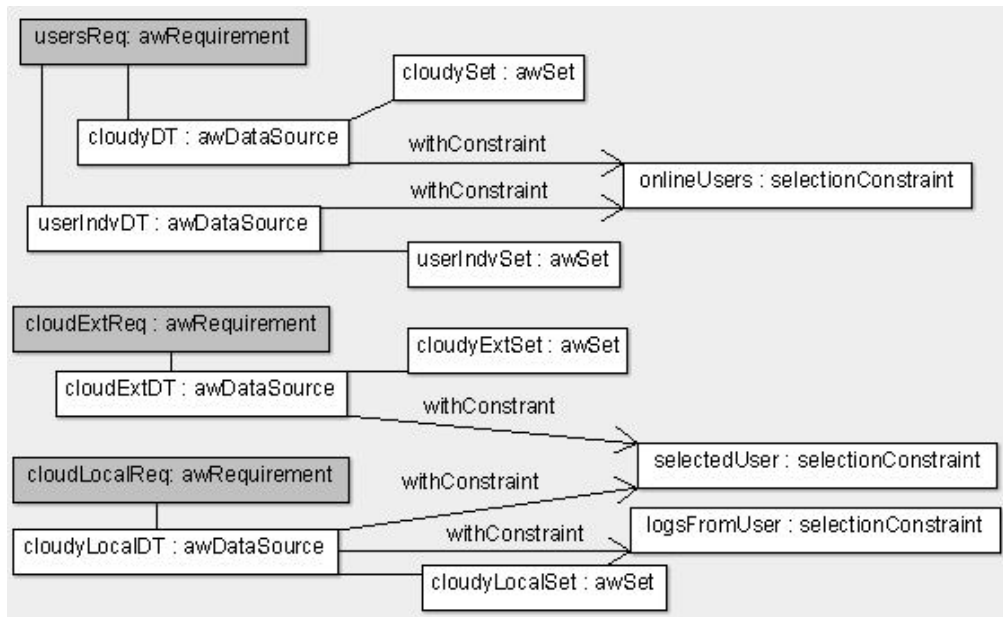 usersReq: awRequirement
cloudySet : awSet
cloudyDT : awDataSource
withConstraint
onlineUsers : selectionConstraint
withConstraint
userIndvDT : awDataSource
userIndvSet : awSet
cloudExtReq : awRequirement
cloudyExtSet : awSet
cloudExtDT : awDataSource
withConstrant
selectedUser : selectionConstraint
cloudLocalReq: awRequirement
withConstraint
logsFromUser : selectionConstraint
withConstraint
cloudyLocalDT : awDataSource
cloudyLocalSet : awSet